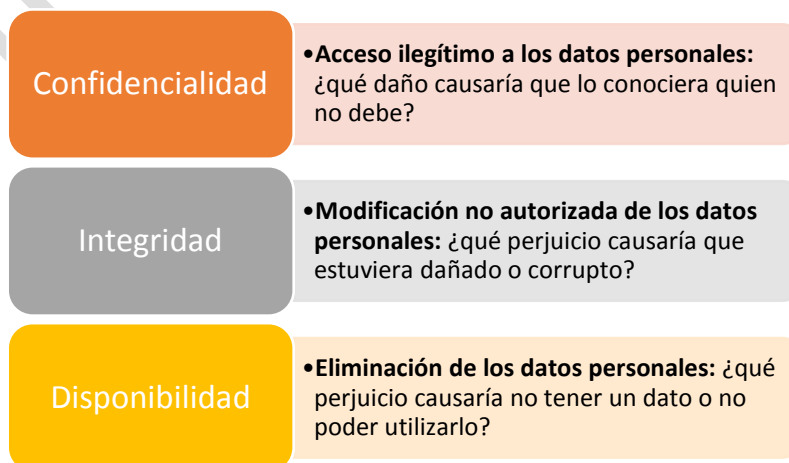 Confidencialidad
•Acceso ilegítimo a los datos personales:
¿qué daño causaría que lo conociera quien
no debe?
Integridad
•Modificación no autorizada de los datos
personales: ¿qué perjuicio causaría que
estuviera dañado o corrupto?
Disponibilidad
•Eliminación de los datos personales: ¿qué
perjuicio causaría no tener un dato o no
poder utilizarlo?